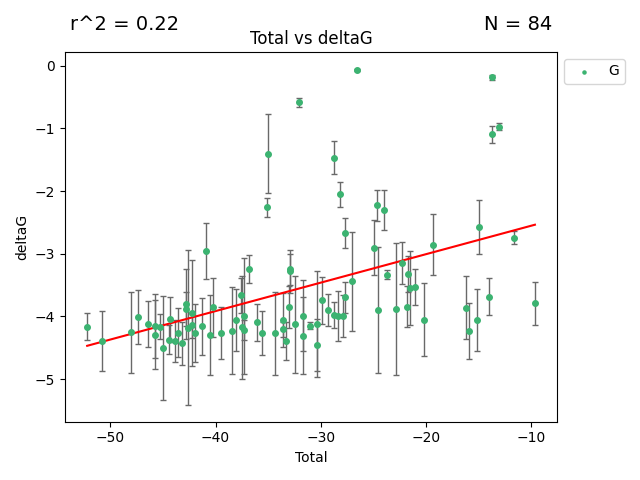 r^2 = 0.22
N = 84
Total vs deltaG
G
deltaG
0
−1
−2
−3
−4
−5
−50
−40
−30
−20
−10
Total